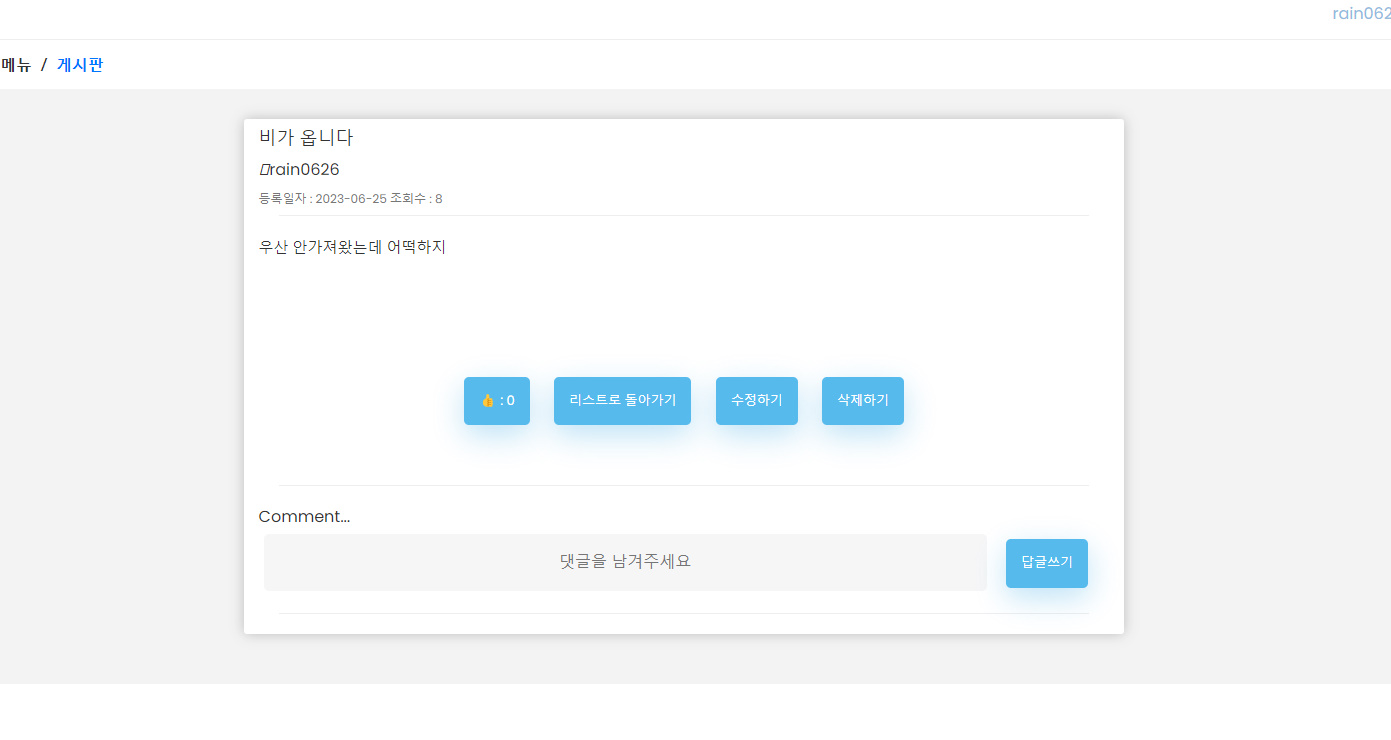 rain062
메뉴 / 게시판
비가 옵니다
rain0626
등록일자 : 2023-06-25 조회수 : 8
우산 안가져왔는데 어떡하지
👍 : 0 리스트로 돌아가기 수정하기 삭제하기
Comment...
댓글을 남겨주세요 답글쓰기